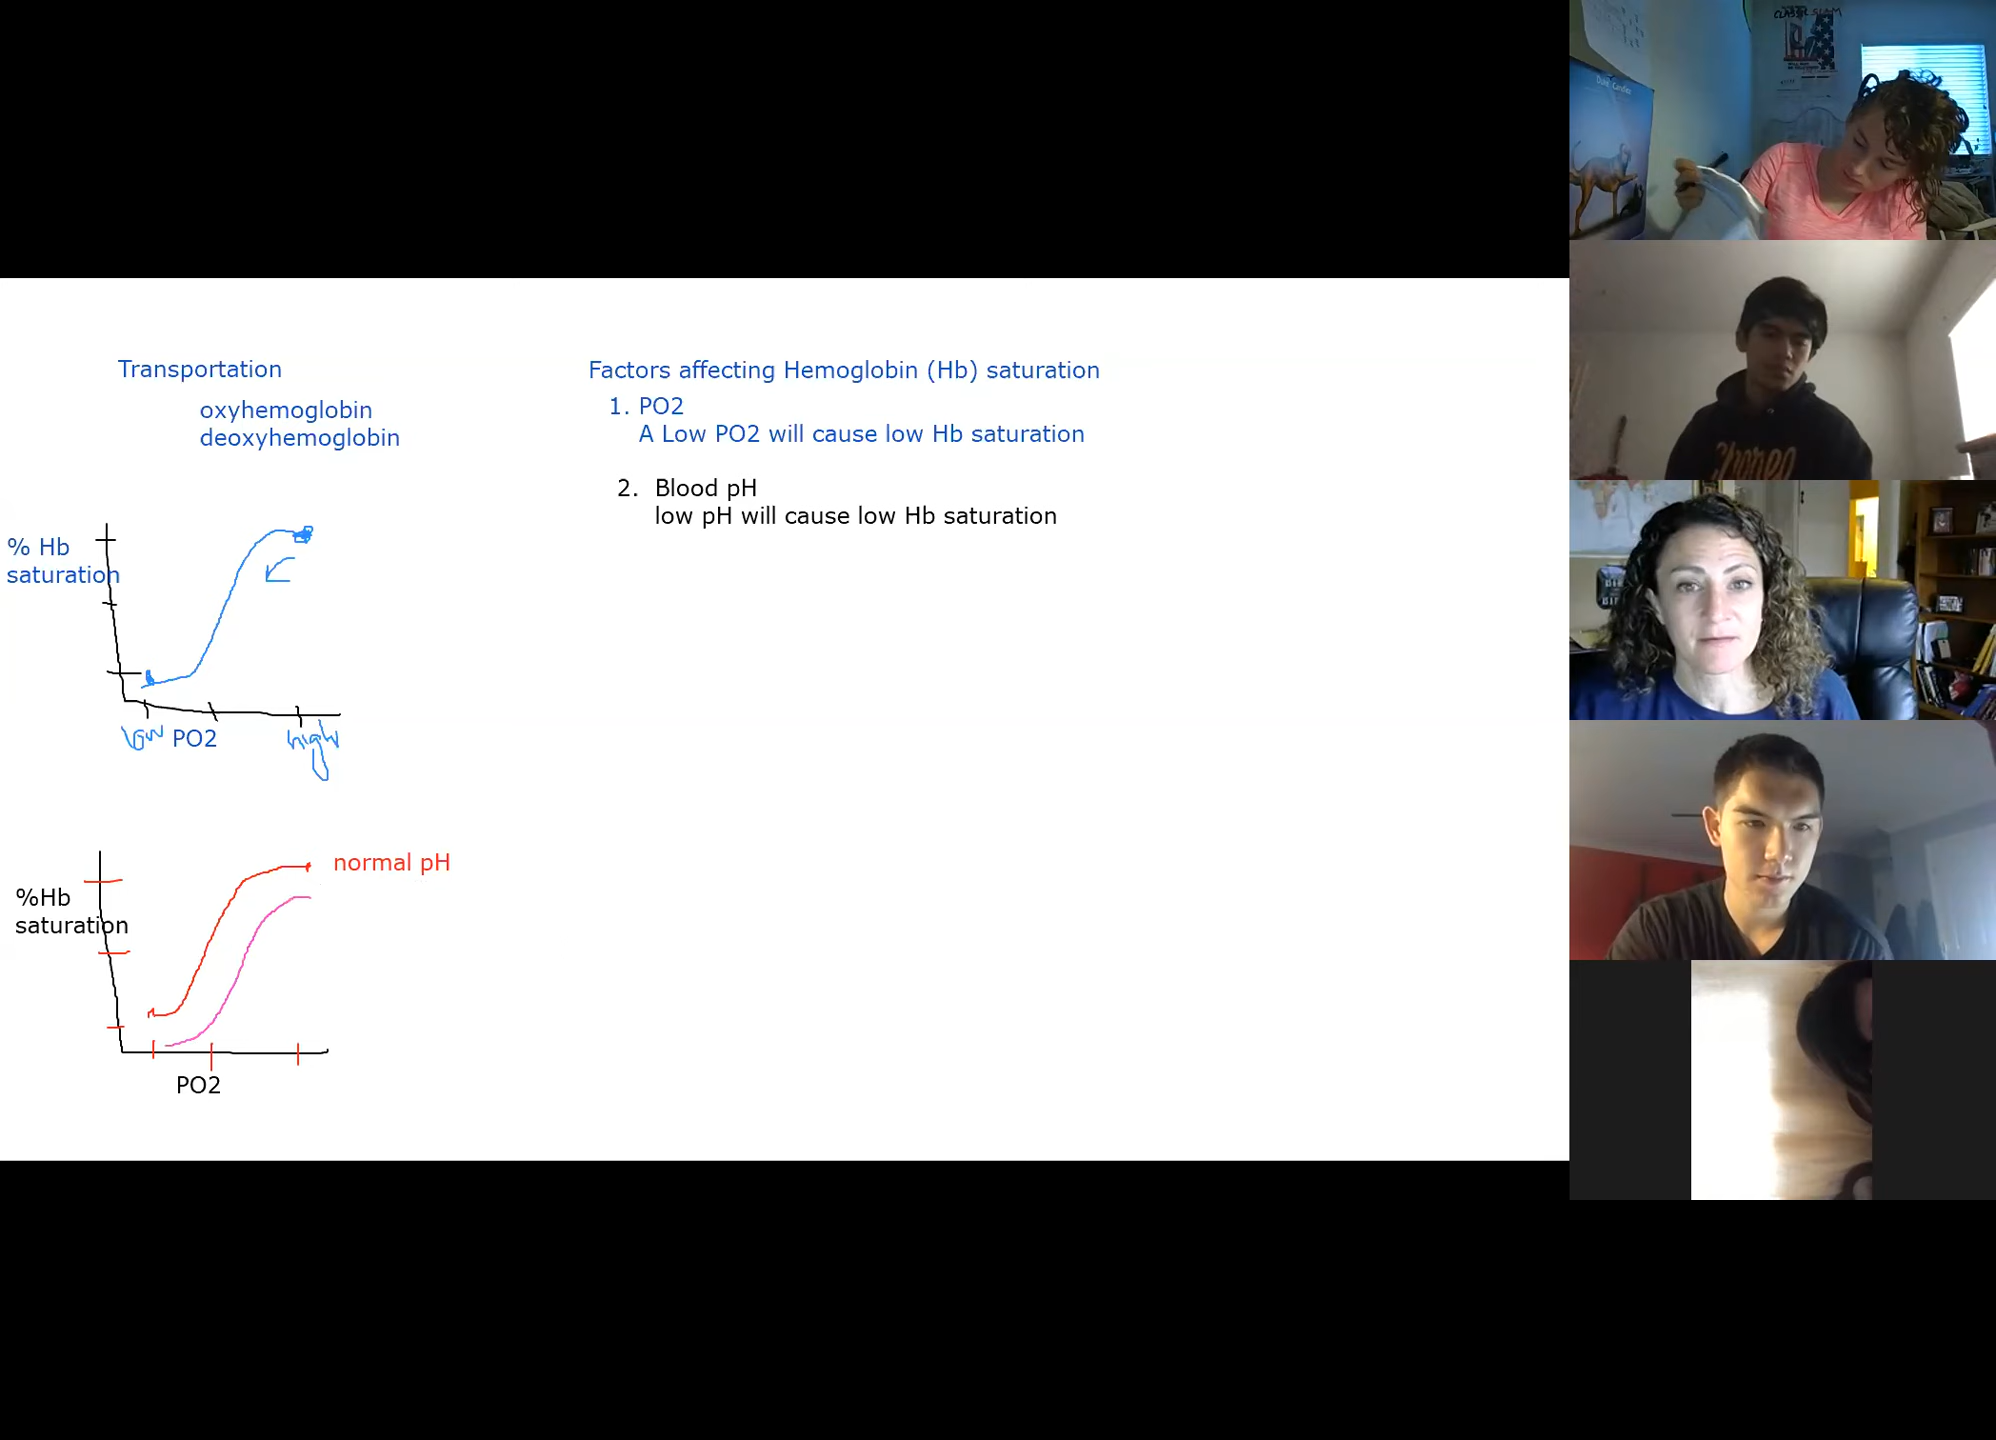 Transportation
oxyhemoglobin
deoxyhemoglobin
% Hb
saturation
low PO2 high
%Hb
saturation
normal pH
PO2
Factors affecting Hemoglobin (Hb) saturation
1. PO2
A Low PO2 will cause low Hb saturation
2. Blood pH
low pH will cause low Hb saturation